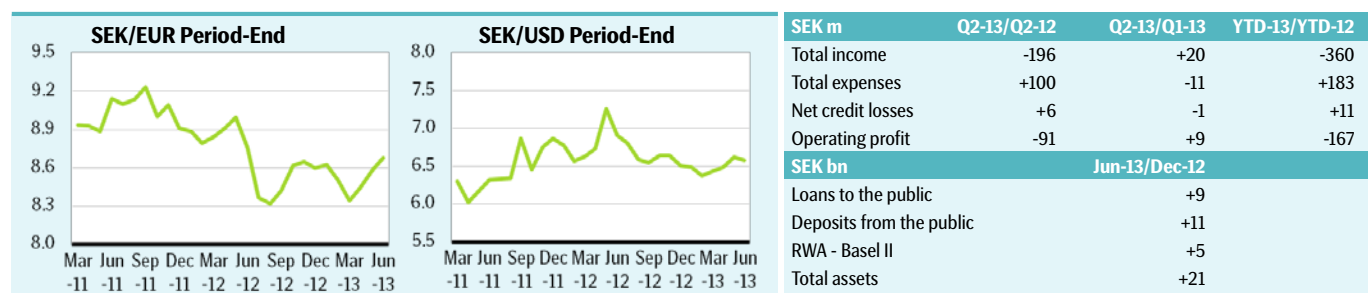 SEK/EUR Period-End
9.5
9.2
8.9
8.6
8.3
8.0
Mar Jun Sep Dec Mar Jun Sep Dec Mar Jun
-11 -11 -11 -11 -12 -12 -12 -12 -13 -13
SEK/USD Period-End
8.0
7.5
7.0
6.5
6.0
5.5
Mar Jun Sep Dec Mar Jun Sep Dec Mar Jun
-11 -11 -11 -11 -12 -12 -12 -12 -13 -13
SEK m Q2-13/Q2-12 Q2-13/Q1-13 YTD-13/YTD-12
Total income -196 +20 -360
Total expenses +100 -11 +183
Net credit losses +6 -1 +11
Operating profit -91 +9 -167
SEK bn Jun-13/Dec-12
Loans to the public +9
Deposits from the public +11
RWA - Basel II +5
Total assets +21